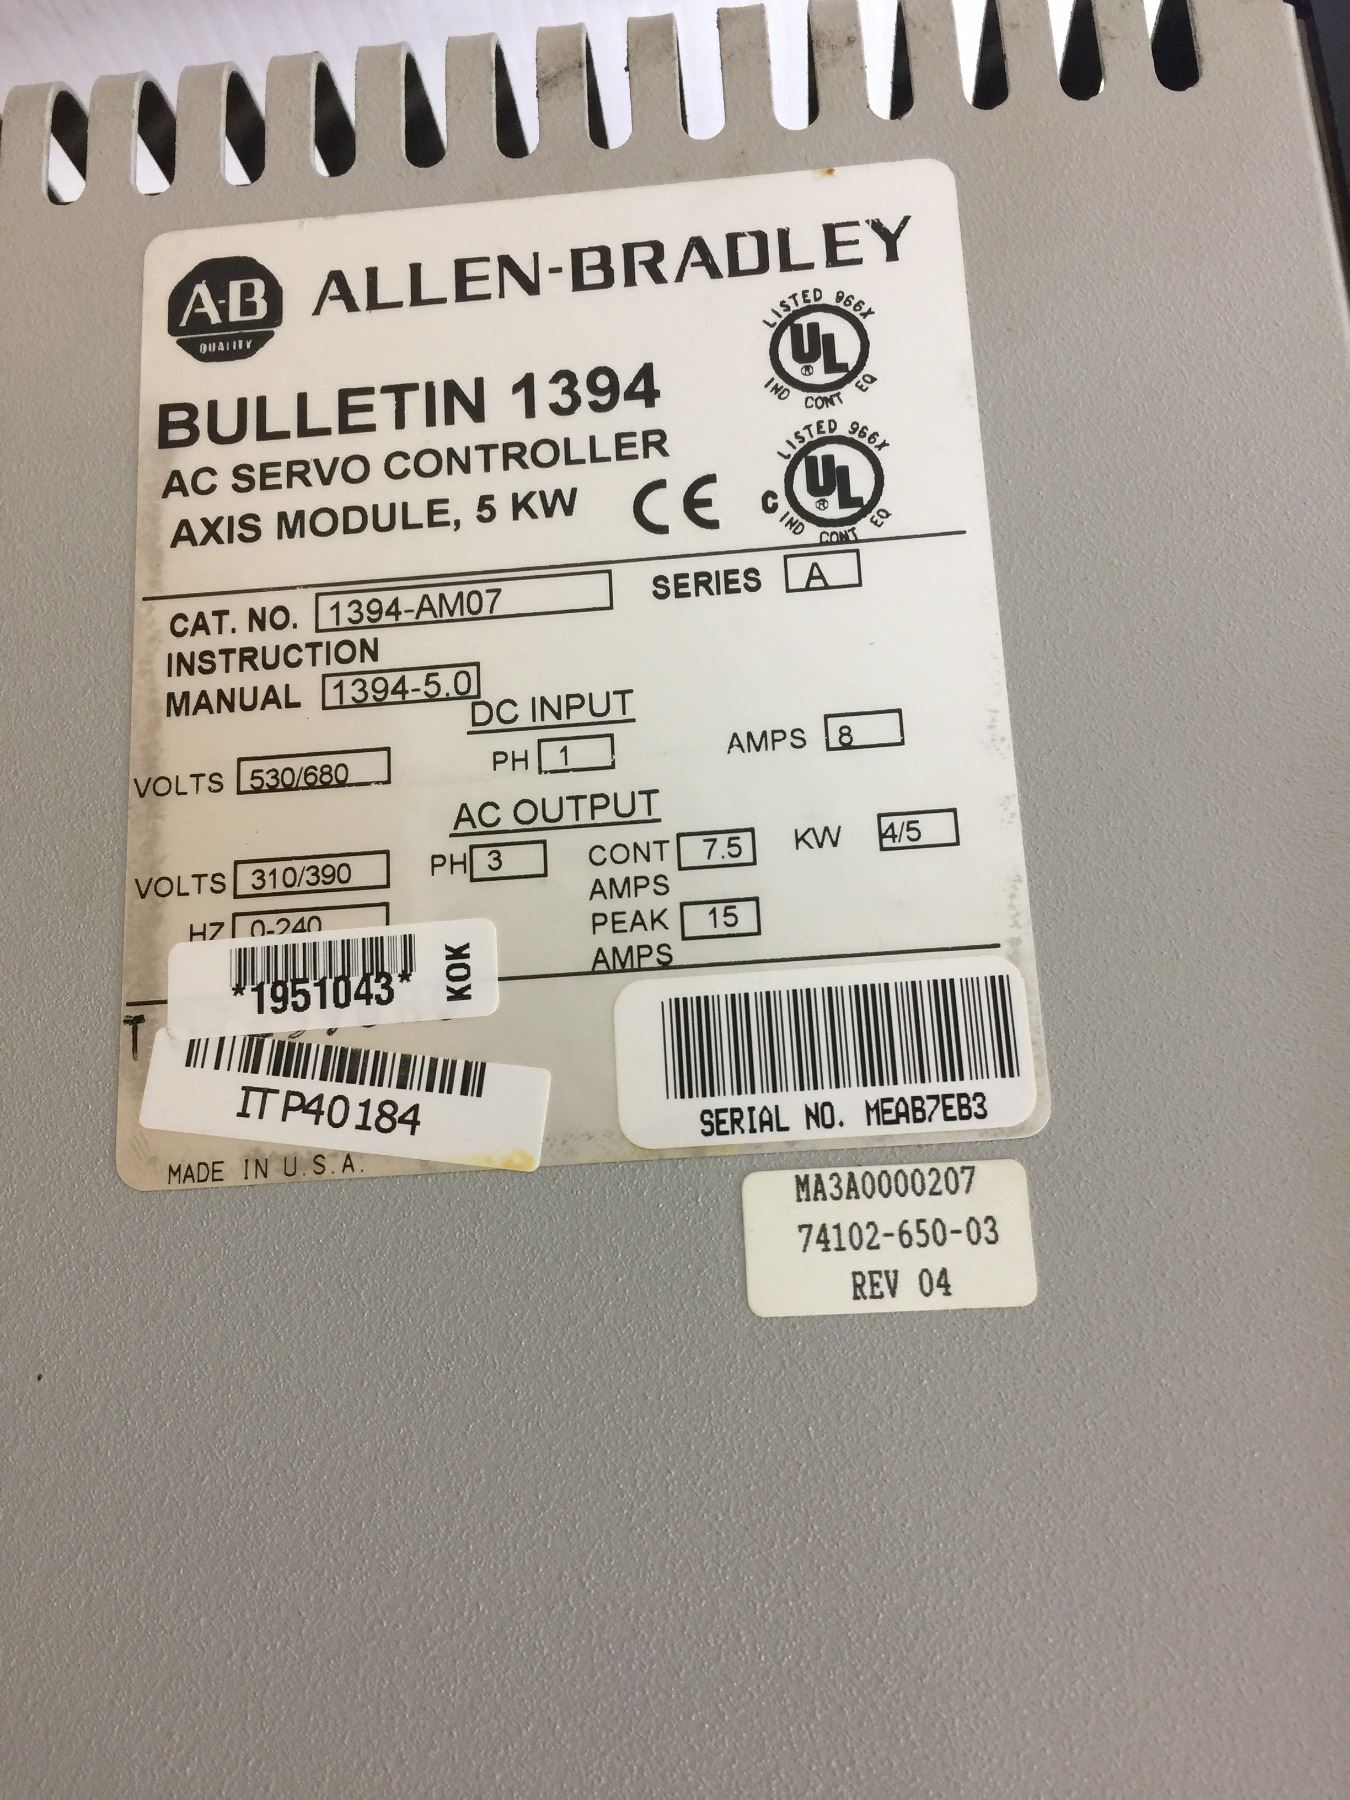 A-B
QUALITY
ALLEN-BRADLEY
LISTED 966X
UL
®
IND CONT EQ
BULLETIN 1394
AC SERVO CONTROLLER
AXIS MODULE, 5 KW
CE
LISTED 966X
C UL
®
IND CONT EQ
CAT. NO. 1394-AM07 SERIES A
INSTRUCTION
MANUAL 1394-5.0
DC INPUT
VOLTS 530/680 PH 1 AMPS 8
AC OUTPUT
VOLTS 310/390 PH 3 CONT 7.5 KW 4/5
AMPS
HZ 0-240 PEAK 15
AMPS
*1951043*
KOK
T
ITP40184
SERIAL NO. MEAB7EB3
MADE IN U.S.A.
MA3A0000207
74102-650-03
REV 04